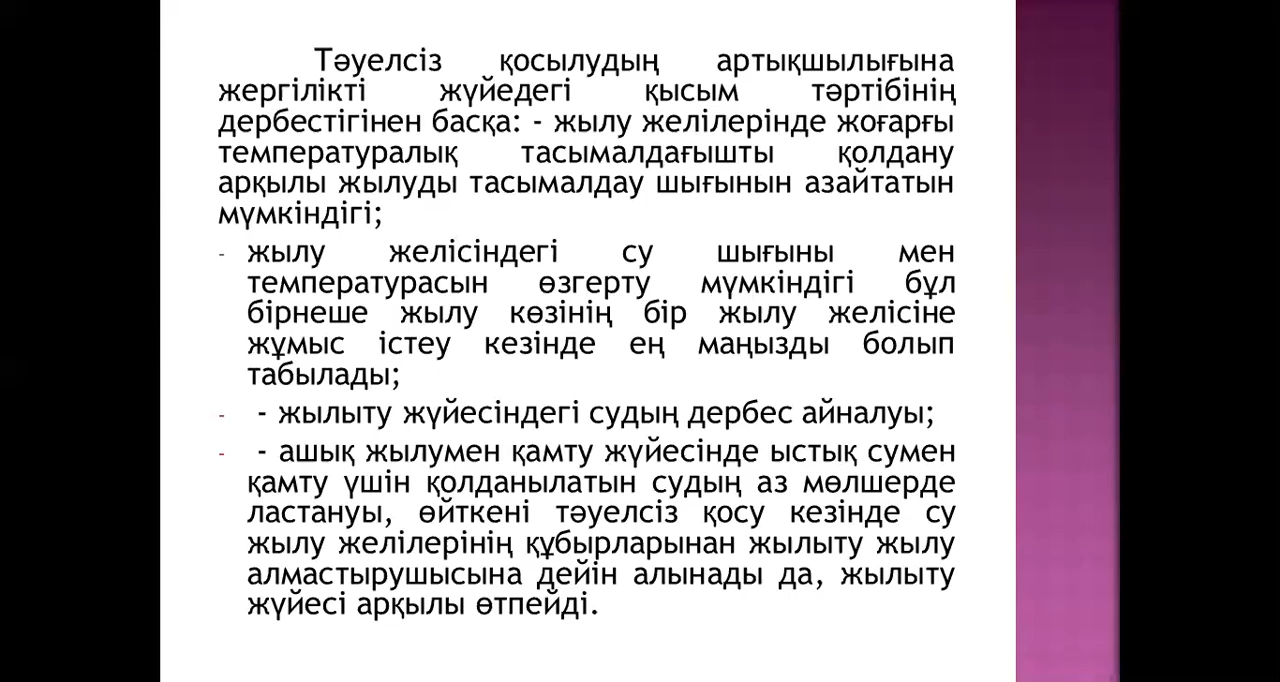 Тәуелсіз қосылудың артықшылығына
жергілікті жүйедегі қысым тәртібінің
дербестігінен басқа: - жылу желілерінде жоғарғы
температуралық тасымалдағышты қолдану
арқылы жылуды тасымалдау шығынын азайтатын
мүмкіндігі;
- жылу желісіндегі су шығыны мен
температурасын өзгерту мүмкіндігі бұл
бірнеше жылу көзінің бір жылу желісіне
жұмыс істеу кезінде ең маңызды болып
табылады;
- - жылыту жүйесіндегі судың дербес айналуы;
- - ашық жылумен қамту жүйесінде ыстық сумен
қамту үшін қолданылатын судың аз мөлшерде
ластануы, өйткені тәуелсіз қосу кезінде су
жылу желілерінің құбырларынан жылыту жылу
алмастырушысына дейін алынады да, жылыту
жүйесі арқылы өтпейді.